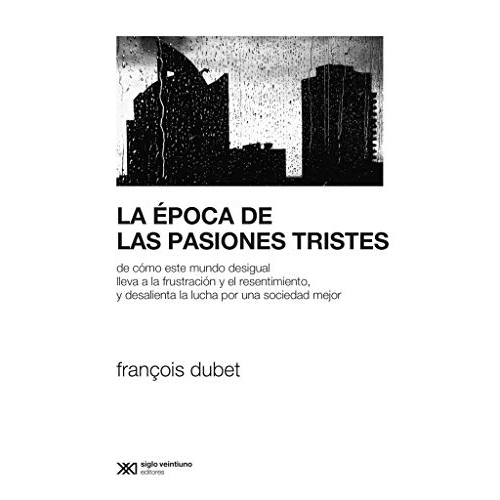 LA ÉPOCA DE
LAS PASIONES TRISTES
de cómo este mundo desigual
lleva a la frustración y el resentimiento,
y desalienta la lucha por una sociedad mejor
françois dubet
siglo veintiuno
editores